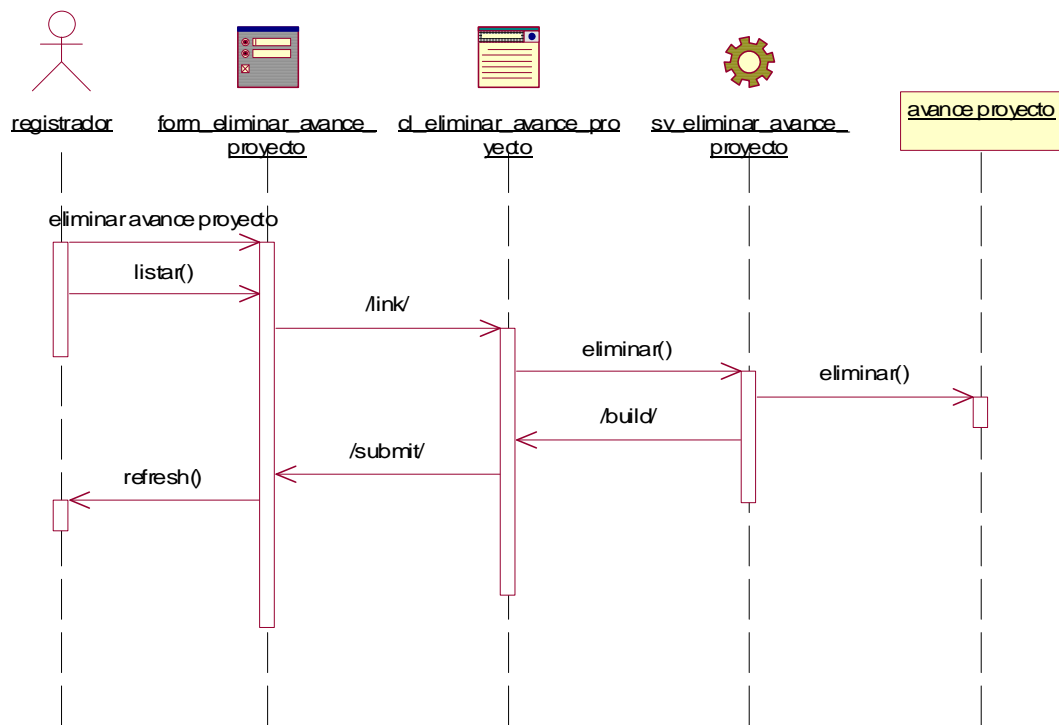 registrador
form_eliminar_avance_
proyecto
cl_eliminar_avance_pro
yecto
sv_eliminar_avance_
proyecto
avance proyecto
eliminar avance proyecto
listar()
/link/
eliminar()
eliminar()
/build/
/submit/
refresh()